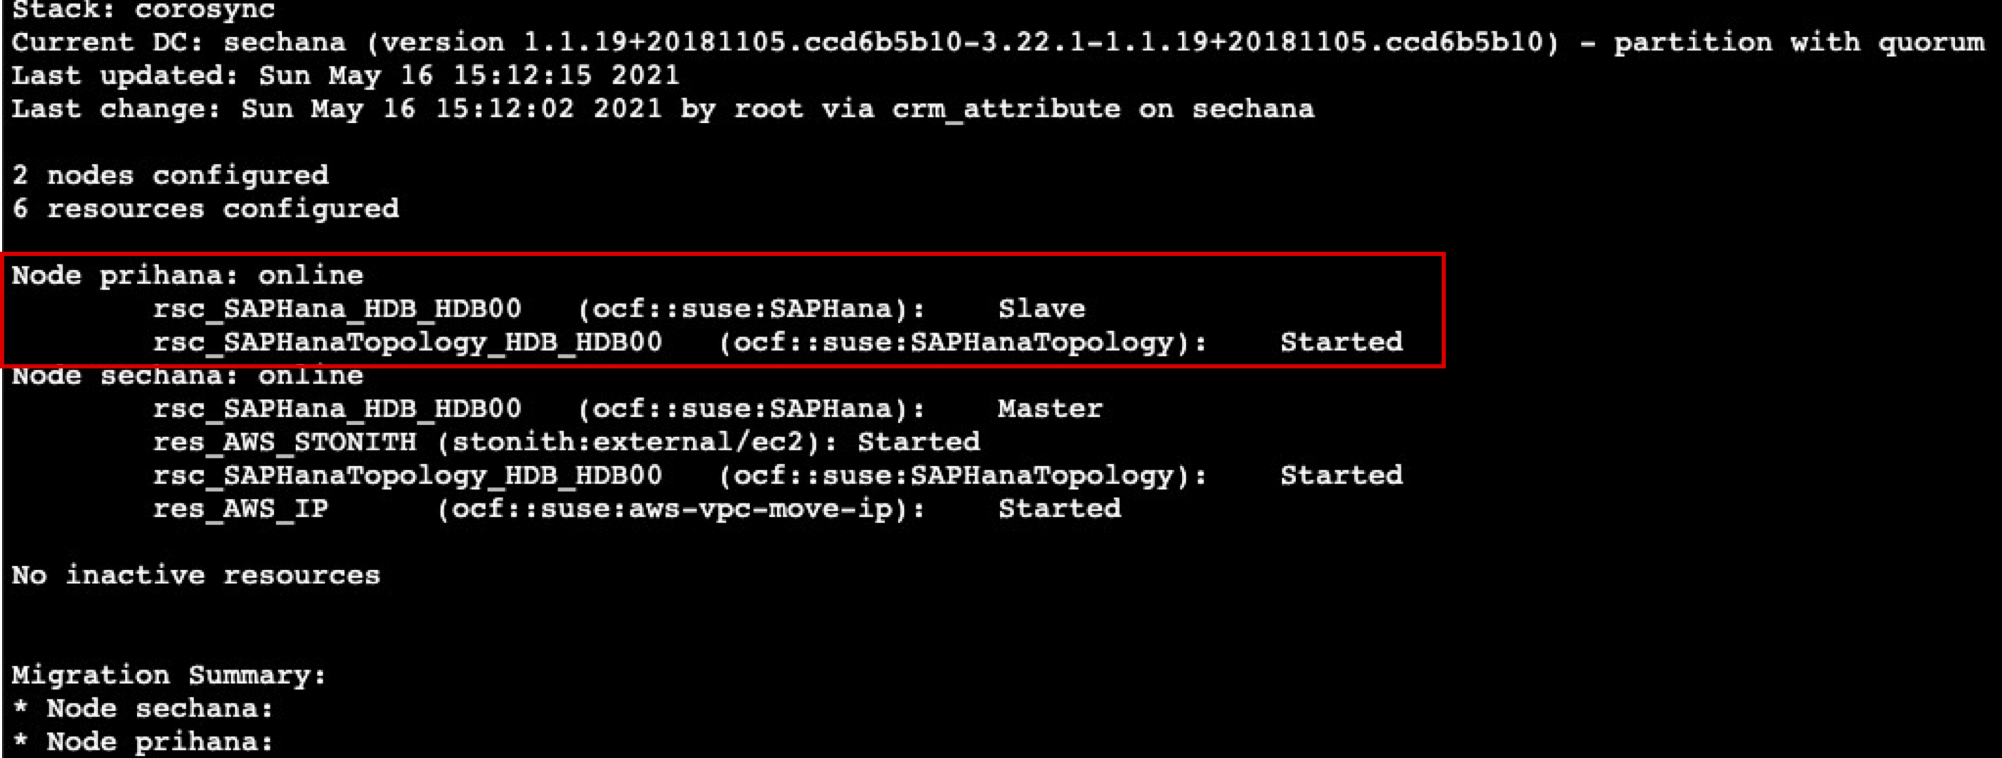 Stack: corosync
Current DC: sechana (version 1.1.19+20181105.ccd6b5b10-3.22.1-1.1.19+20181105.ccd6b5b10) - partition with quorum
Last updated: Sun May 16 15:12:15 2021
Last change: Sun May 16 15:12:02 2021 by root via crm_attribute on sechana
2 nodes configured
6 resources configured
Node prihana: online
rsc_SAPHana_HDB_HDB00 (ocf::suse:SAPHana): Slave
rsc_SAPHanaTopology_HDB_HDB00 (ocf::suse:SAPHanaTopology): Started
Node sechana: online
rsc_SAPHana_HDB_HDB00 (ocf::suse:SAPHana): Master
res_AWS_STONITH (stonith:external/ec2): Started
rsc_SAPHanaTopology_HDB_HDB00 (ocf::suse:SAPHanaTopology): Started
res_AWS_IP (ocf::suse:aws-vpc-move-ip): Started
No inactive resources
Migration Summary:
* Node sechana:
* Node prihana: